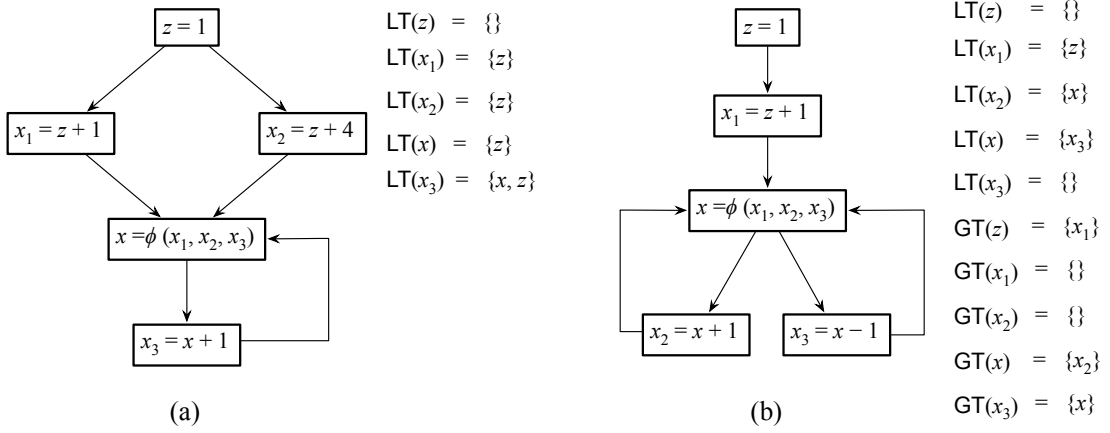 z = 1
x₁ = z + 1
x₂ = z + 4
x =ϕ (x₁, x₂, x₃)
x₃ = x + 1
(a)
LT(z) = {}
LT(x₁) = {z}
LT(x₂) = {z}
LT(x) = {z}
LT(x₃) = {x, z}
z = 1
x₁ = z + 1
x =ϕ (x₁, x₂, x₃)
x₂ = x + 1
x₃ = x − 1
(b)
LT(z) = {}
LT(x₁) = {z}
LT(x₂) = {x}
LT(x) = {x₃}
LT(x₃) = {}
GT(z) = {x₁}
GT(x₁) = {}
GT(x₂) = {}
GT(x) = {x₂}
GT(x₃) = {x}